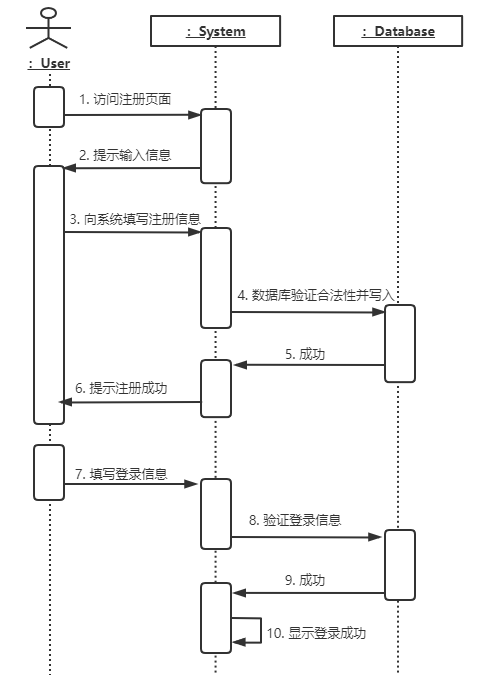 : User
: System
: Database
1. 访问注册页面
2. 提示输入信息
3. 向系统填写注册信息
4. 数据库验证合法性并写入
5. 成功
6. 提示注册成功
7. 填写登录信息
8. 验证登录信息
9. 成功
10. 显示登录成功